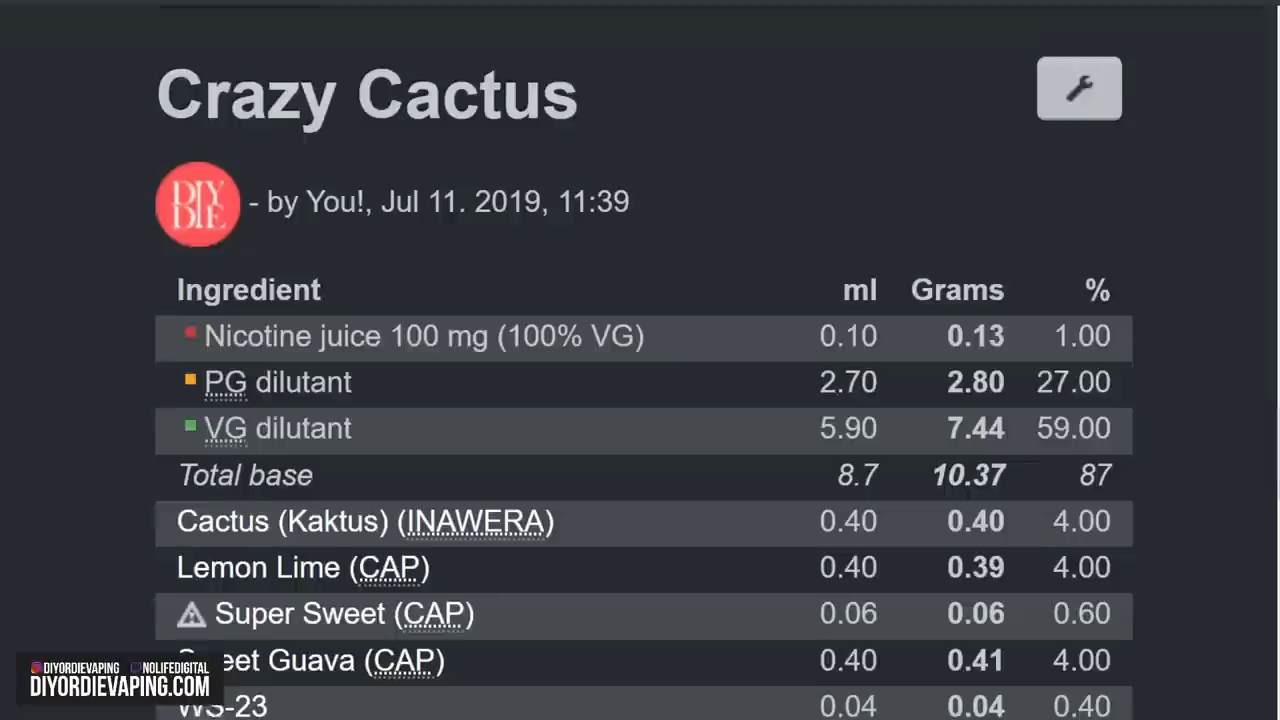 Crazy Cactus
DIY
DIE
- by You!, Jul 11. 2019, 11:39
Ingredient ml Grams %
Nicotine juice 100 mg (100% VG) 0.10 0.13 1.00
PG dilutant 2.70 2.80 27.00
VG dilutant 5.90 7.44 59.00
Total base 8.7 10.37 87
Cactus (Kaktus) (INAWERA) 0.40 0.40 4.00
Lemon Lime (CAP) 0.40 0.39 4.00
Super Sweet (CAP) 0.06 0.06 0.60
eet Guava (CAP) 0.40 0.41 4.00
WS-23 0.04 0.04 0.40
DIYORDIEVAPING NOLIFEDIGITAL
DIYORDIEVAPING.COM